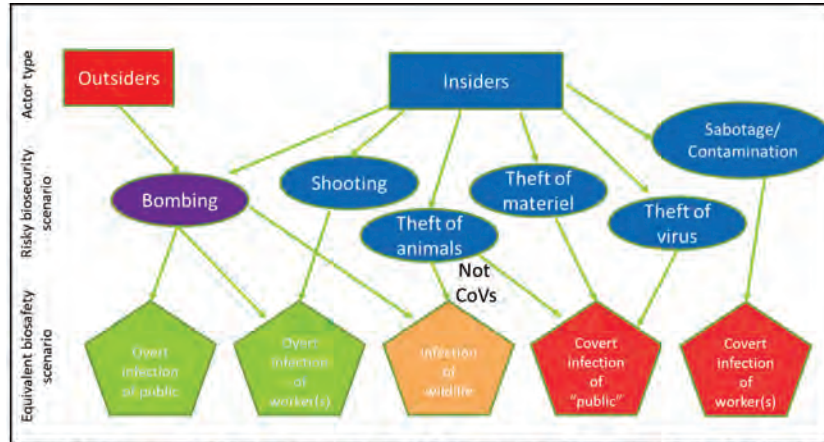 Actor type
Outsiders
Insiders
Risky biosecurity
scenario
Bombing
Shooting
Theft of
animals
Theft of
materiel
Theft of
virus
Sabotage/
Contamination
Not
CoVs
Equivalent biosafety
scenario
Overt
infection
of public
Overt
infection
of
worker(s)
Infection
of
wildlife
Covert
infection
of
“public”
Covert
infection
of
worker(s)